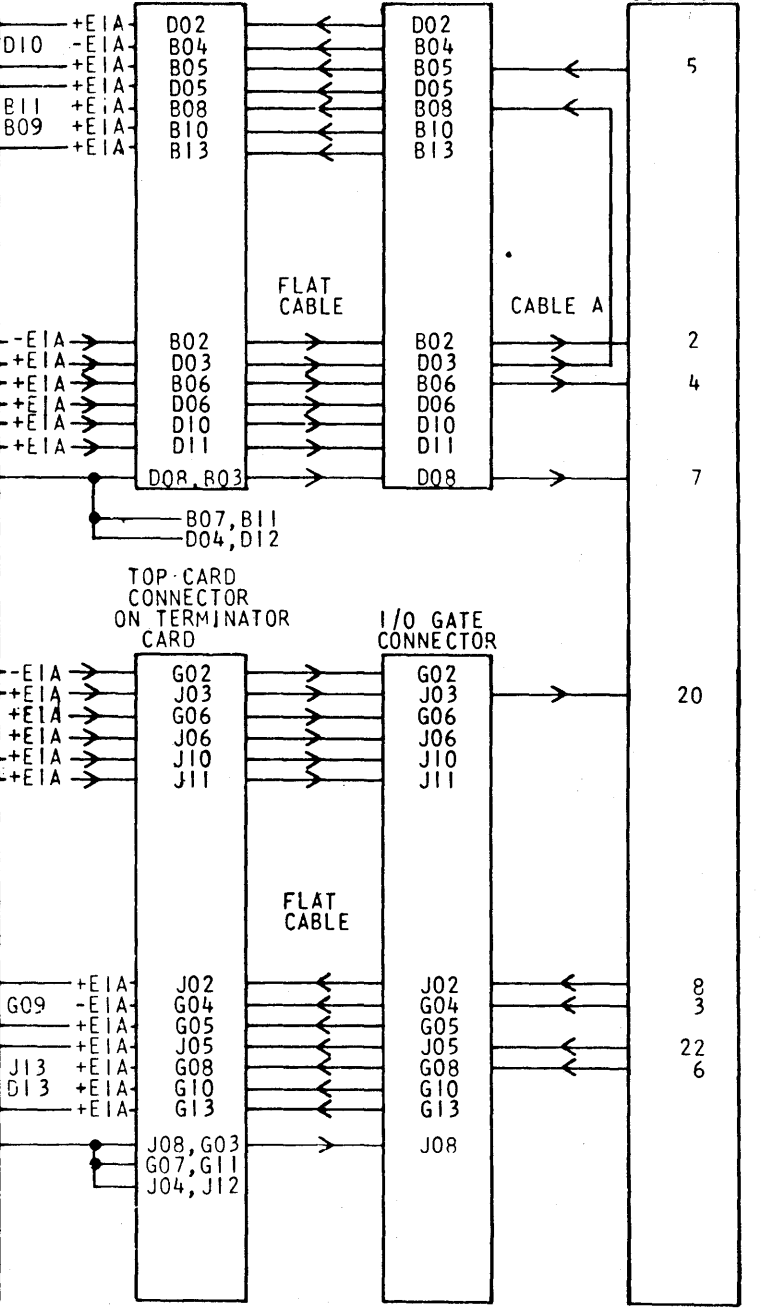 +EIA D02 D02
D10 -EIA B04 B04
+EIA B05 B05 5
+EIA D05 D05
B11 +EIA B08 B08
B09 +EIA B10 B10
+EIA B13 B13
FLAT
CABLE
CABLE A
-EIA B02 B02 2
+EIA D03 D03
+EIA B06 B06 4
+EIA D06 D06
+EIA D10 D10
+EIA D11 D11
D08,B03 D08 7
B07,B11
D04,D12
TOP CARD
CONNECTOR
ON TERMINATOR
CARD
I/O GATE
CONNECTOR
-EIA G02 G02
+EIA J03 J03 20
+EIA G06 G06
+EIA J06 J06
+EIA J10 J10
+EIA J11 J11
FLAT
CABLE
+EIA J02 J02 8
G09 -EIA G04 G04 3
+EIA G05 G05
+EIA J05 J05 22
J13 +EIA G08 G08 6
D13 +EIA G10 G10
+EIA G13 G13
J08,G03 J08
G07,G11
J04,J12